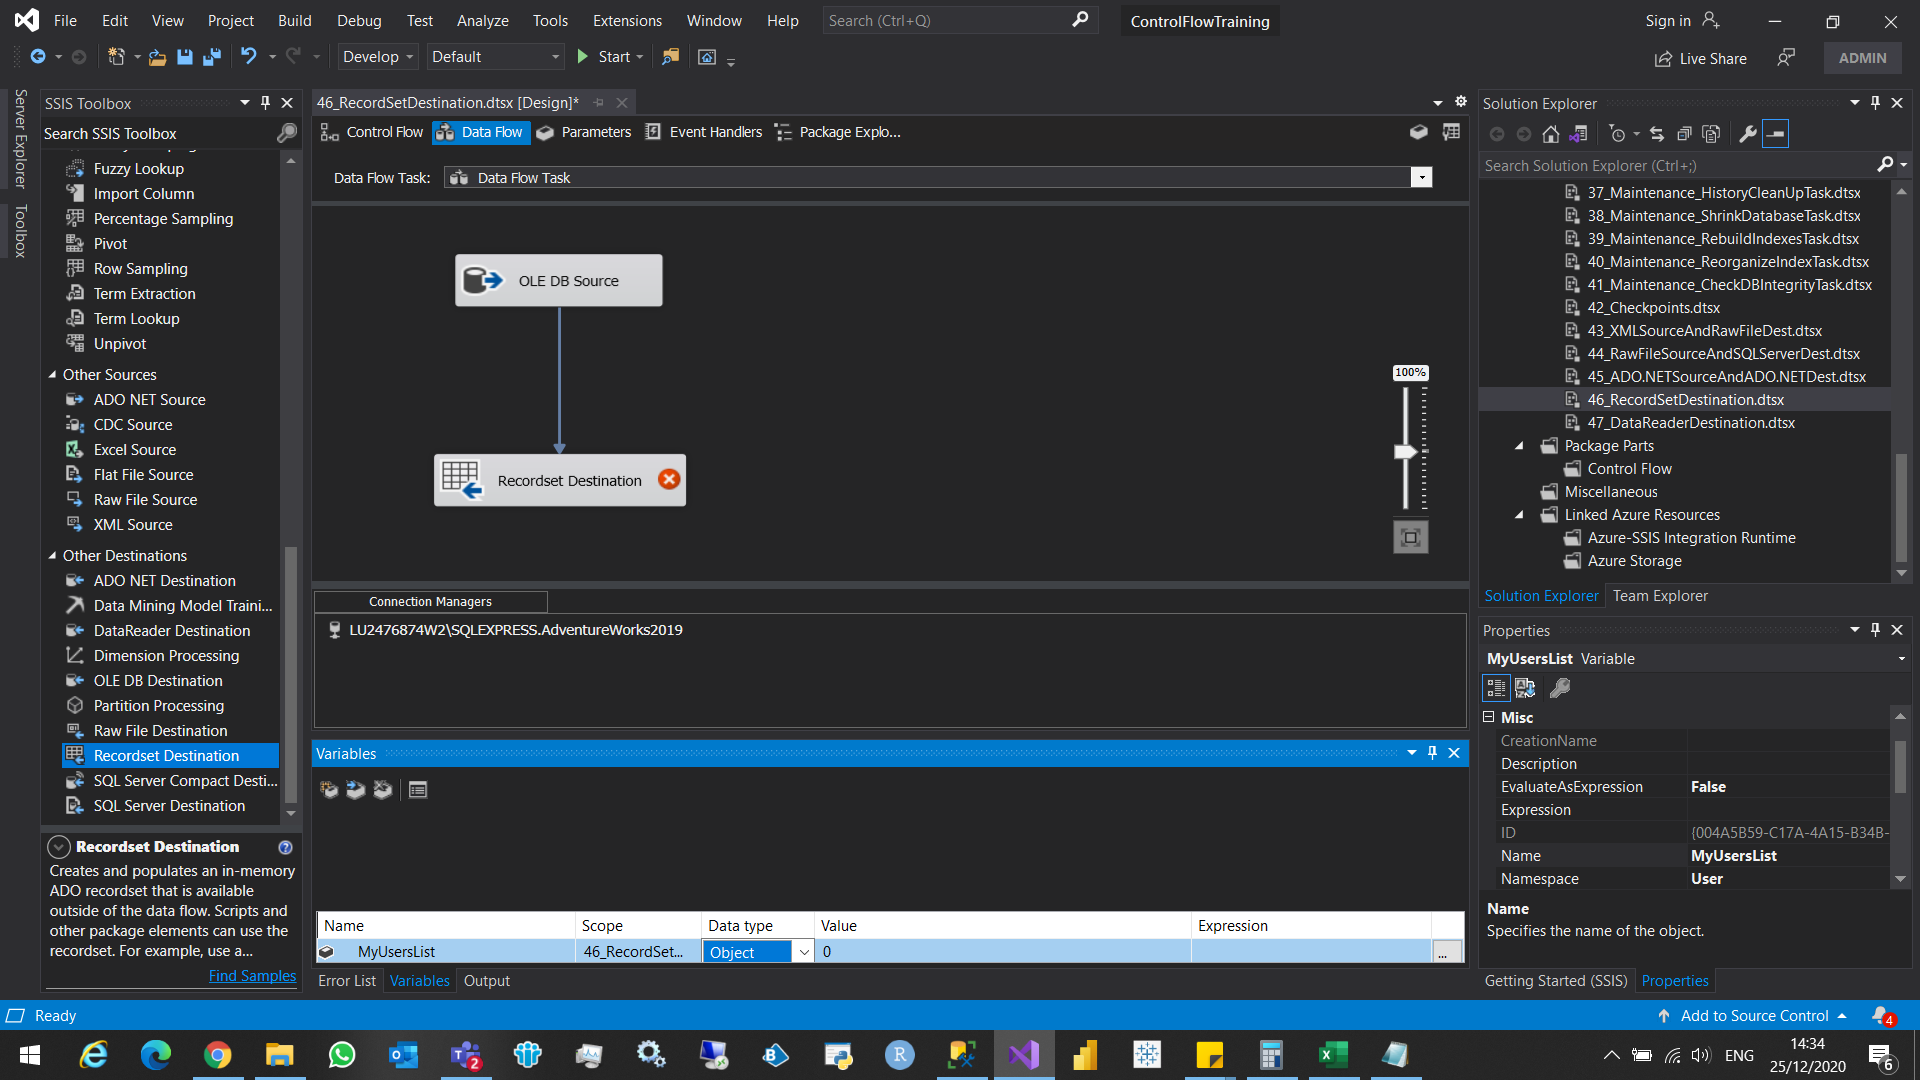 File Edit View Project Build Debug Test Analyze Tools Extensions Window Help Search (Ctrl+Q) ControlFlowTraining Sign in
Develop Default Start Live Share ADMIN
Server Explorer
Toolbox
SSIS Toolbox
Search SSIS Toolbox
Fuzzy Lookup
Import Column
Percentage Sampling
Pivot
Row Sampling
Term Extraction
Term Lookup
Unpivot
Other Sources
ADO NET Source
CDC Source
Excel Source
Flat File Source
Raw File Source
XML Source
Other Destinations
ADO NET Destination
Data Mining Model Traini...
DataReader Destination
Dimension Processing
OLE DB Destination
Partition Processing
Raw File Destination
Recordset Destination
SQL Server Compact Desti...
SQL Server Destination
Recordset Destination
Creates and populates an in-memory
ADO recordset that is available
outside of the data flow. Scripts and
other package elements can use the
recordset. For example, use a...
Find Samples
46_RecordSetDestination.dtsx [Design]*
Control Flow Data Flow Parameters Event Handlers Package Explo...
Data Flow Task: Data Flow Task
OLE DB Source
Recordset Destination
100%
Connection Managers
LU2476874W2\SQLEXPRESS.AdventureWorks2019
Variables
Name Scope Data type Value Expression
MyUsersList 46_RecordSet... Object 0 ...
Error List Variables Output
Solution Explorer
Search Solution Explorer (Ctrl+;)
37_Maintenance_HistoryCleanUpTask.dtsx
38_Maintenance_ShrinkDatabaseTask.dtsx
39_Maintenance_RebuildIndexesTask.dtsx
40_Maintenance_ReorganizeIndexTask.dtsx
41_Maintenance_CheckDBIntegrityTask.dtsx
42_Checkpoints.dtsx
43_XMLSourceAndRawFileDest.dtsx
44_RawFileSourceAndSQLServerDest.dtsx
45_ADO.NETSourceAndADO.NETDest.dtsx
46_RecordSetDestination.dtsx
47_DataReaderDestination.dtsx
Package Parts
Control Flow
Miscellaneous
Linked Azure Resources
Azure-SSIS Integration Runtime
Azure Storage
Solution Explorer Team Explorer
Properties
MyUsersList Variable
Misc
CreationName
Description
EvaluateAsExpression False
Expression
ID {004A5B59-C17A-4A15-B34B-
Name MyUsersList
Namespace User
Name
Specifies the name of the object.
Getting Started (SSIS) Properties
Ready Add to Source Control 4
2 R ENG 14:34
25/12/2020 6